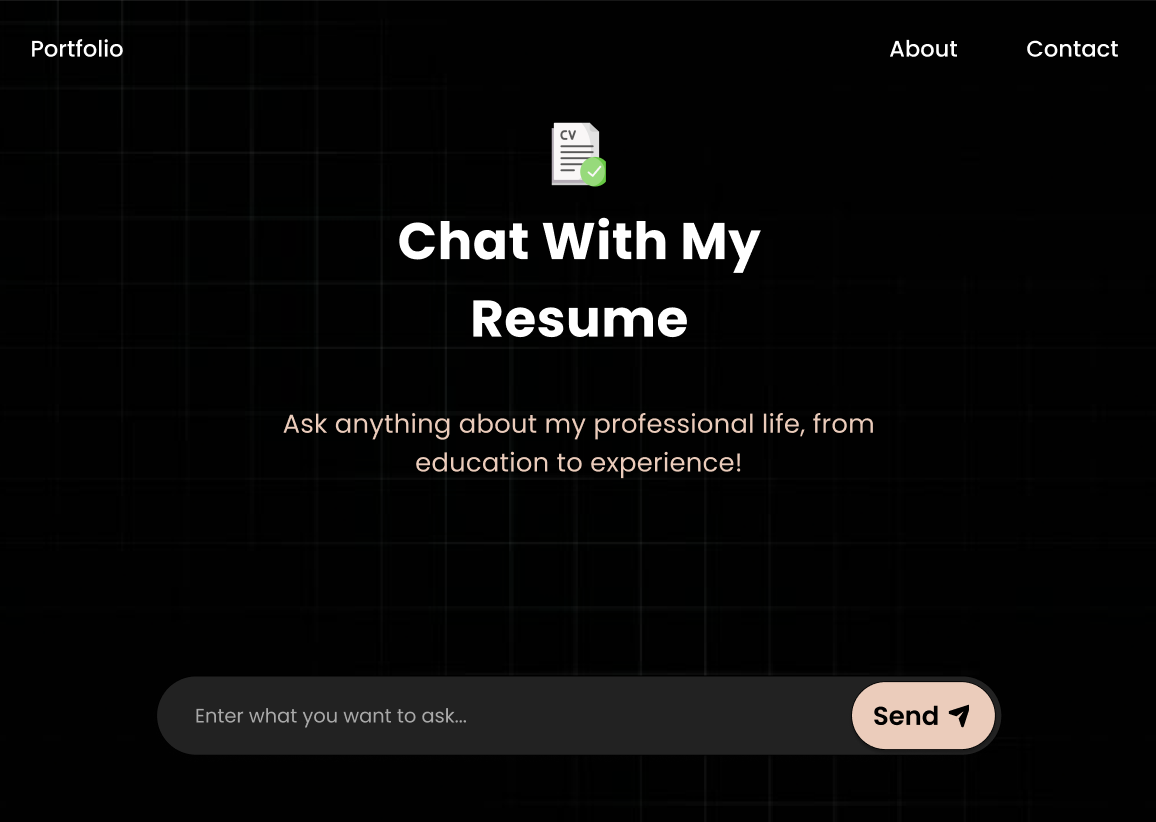 Portfolio
About
Contact
CV
Chat With My
Resume
Ask anything about my professional life, from
education to experience!
Enter what you want to ask...
Send